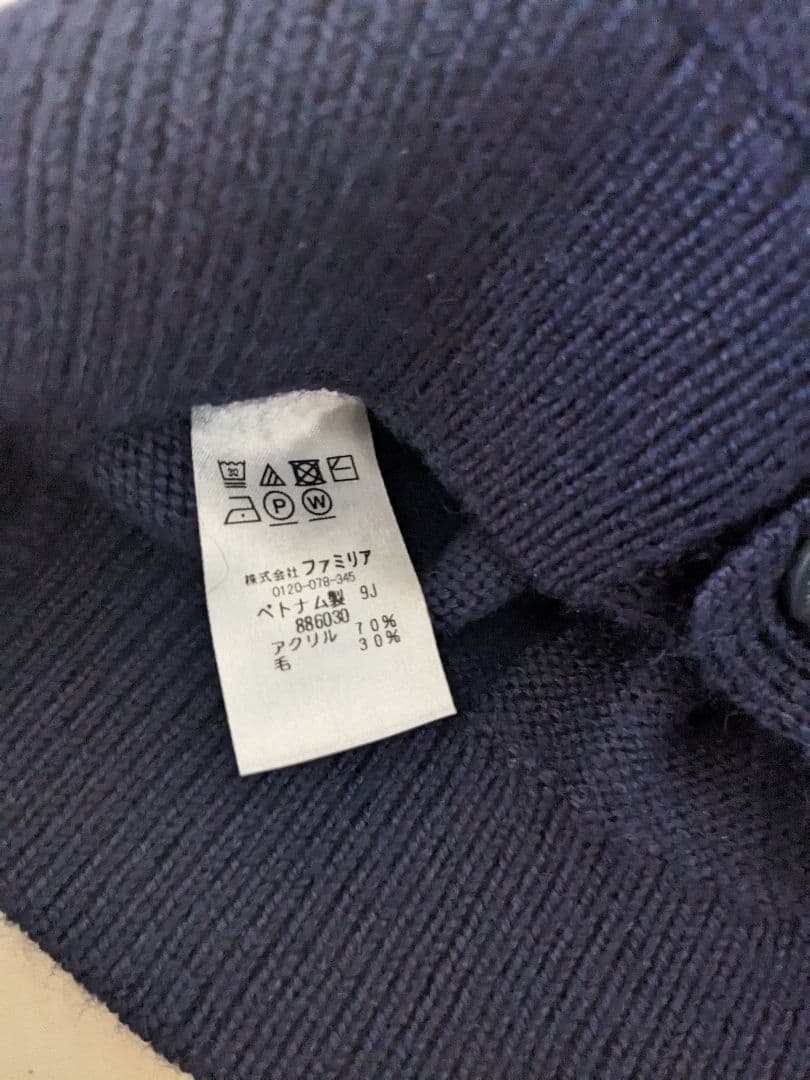 30
P W
株式会社 ファミリア
0120-078-345
ベトナム製 9J
886030
アクリル 70%
毛 30%